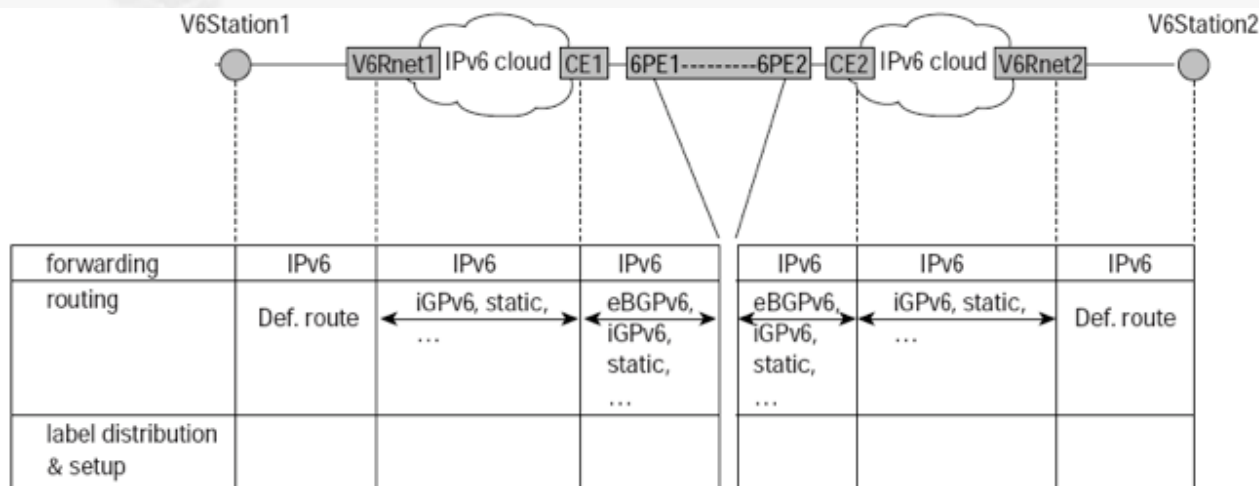 V6Station1
V6Station2
V6Rnet1
IPv6 cloud
CE1
6PE1---------6PE2
CE2
IPv6 cloud
V6Rnet2
forwarding
IPv6
IPv6
IPv6
IPv6
IPv6
IPv6
routing
Def. route
iGPv6, static,
…
eBGPv6,
iGPv6,
static,
…
eBGPv6,
iGPv6,
static,
…
iGPv6, static,
…
Def. route
label distribution
& setup